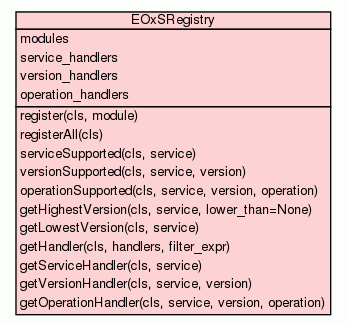 EOxSRegistry
modules
service_handlers
version_handlers
operation_handlers
register(cls, module)
registerAll(cls)
serviceSupported(cls, service)
versionSupported(cls, service, version)
operationSupported(cls, service, version, operation)
getHighestVersion(cls, service, lower_than=None)
getLowestVersion(cls, service)
getHandler(cls, handlers, filter_expr)
getServiceHandler(cls, service)
getVersionHandler(cls, service, version)
getOperationHandler(cls, service, version, operation)